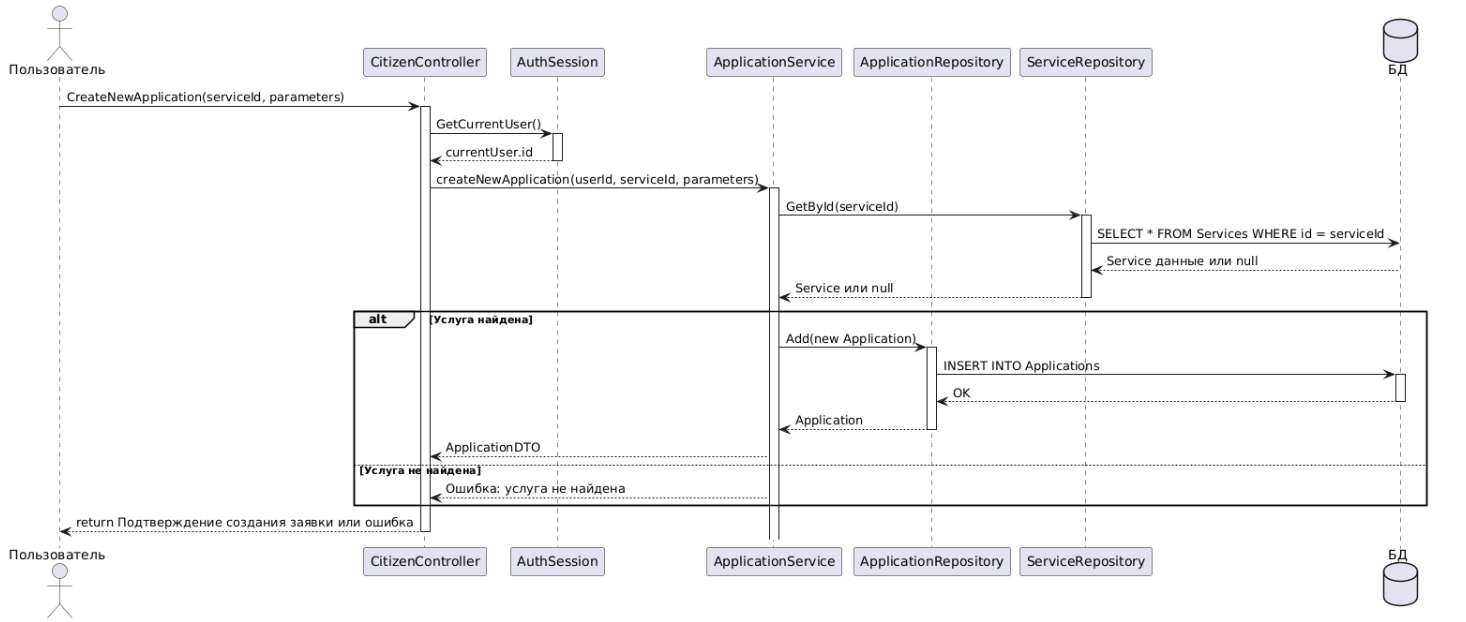 Пользователь
CitizenController
AuthSession
ApplicationService
ApplicationRepository
ServiceRepository
БД
CreateNewApplication(serviceId, parameters)
GetCurrentUser()
currentUser.id
createNewApplication(userId, serviceId, parameters)
GetById(serviceId)
SELECT * FROM Services WHERE id = serviceId
Service данные или null
Service или null
alt
[Услуга найдена]
Add(new Application)
INSERT INTO Applications
OK
Application
ApplicationDTO
[Услуга не найдена]
Ошибка: услуга не найдена
return Подтверждение создания заявки или ошибка
Пользователь
CitizenController
AuthSession
ApplicationService
ApplicationRepository
ServiceRepository
БД